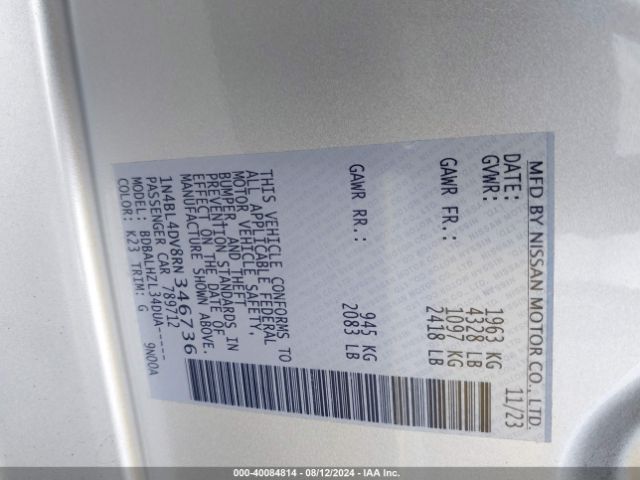 MFD BY NISSAN MOTOR CO., LTD.
DATE: 11/23
GVWR: 1963 KG
4328 LB
GAWR FR.: 1097 KG
2418 LB
GAWR RR.: 945 KG
2083 LB
THIS VEHICLE CONFORMS TO
ALL APPLICABLE FEDERAL
MOTOR VEHICLE SAFETY,
BUMPER, AND THEFT
PREVENTION STANDARDS IN
EFFECT ON THE DATE OF
MANUFACTURE SHOWN ABOVE.
1N4BL4DV8RN346736
PASSENGER CAR 789712
MODEL: BDBALHZL34DUA-----
COLOR: K23 TRIM: G 9N00A
000-40084814 - 08/12/2024 - IAA Inc.